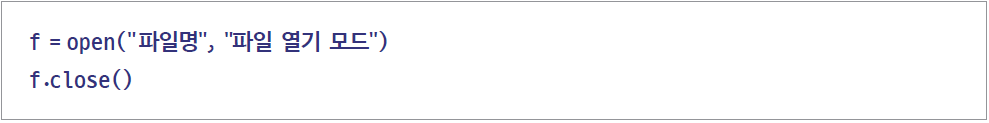 f = open("파일명", "파일 열기 모드")
f.close()